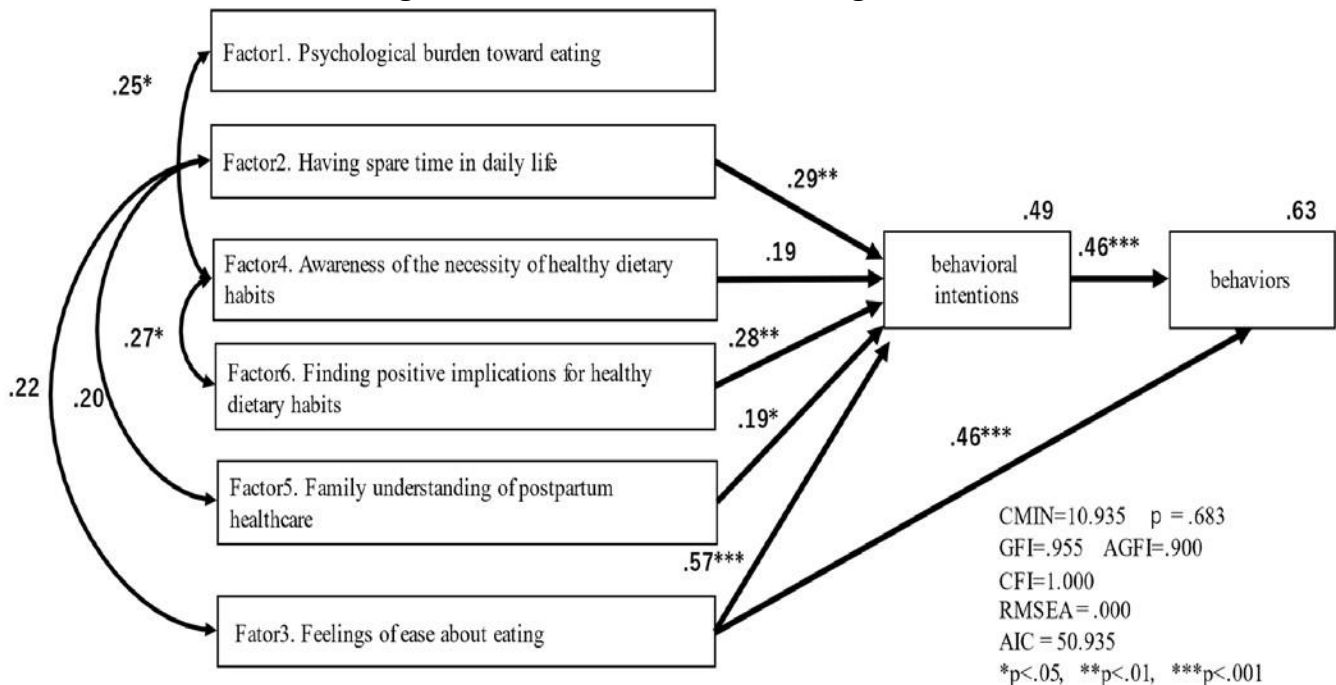 Factor1. Psychological burden toward eating
.25*
Factor2. Having spare time in daily life
.29**
.49
.63
Factor4. Awareness of the necessity of healthy dietary
habits
.19
behavioral
intentions
.46***
behaviors
.27*
.28**
Factor6. Finding positive implications for healthy
dietary habits
.22
.20
.19*
.46***
Factor5. Family understanding of postpartum
healthcare
.57***
Fator3. Feelings of ease about eating
CMIN=10.935 p = .683
GFI=.955 AGFI=.900
CFI=1.000
RMSEA = .000
AIC = 50.935
*p<.05, **p<.01, ***p<.001